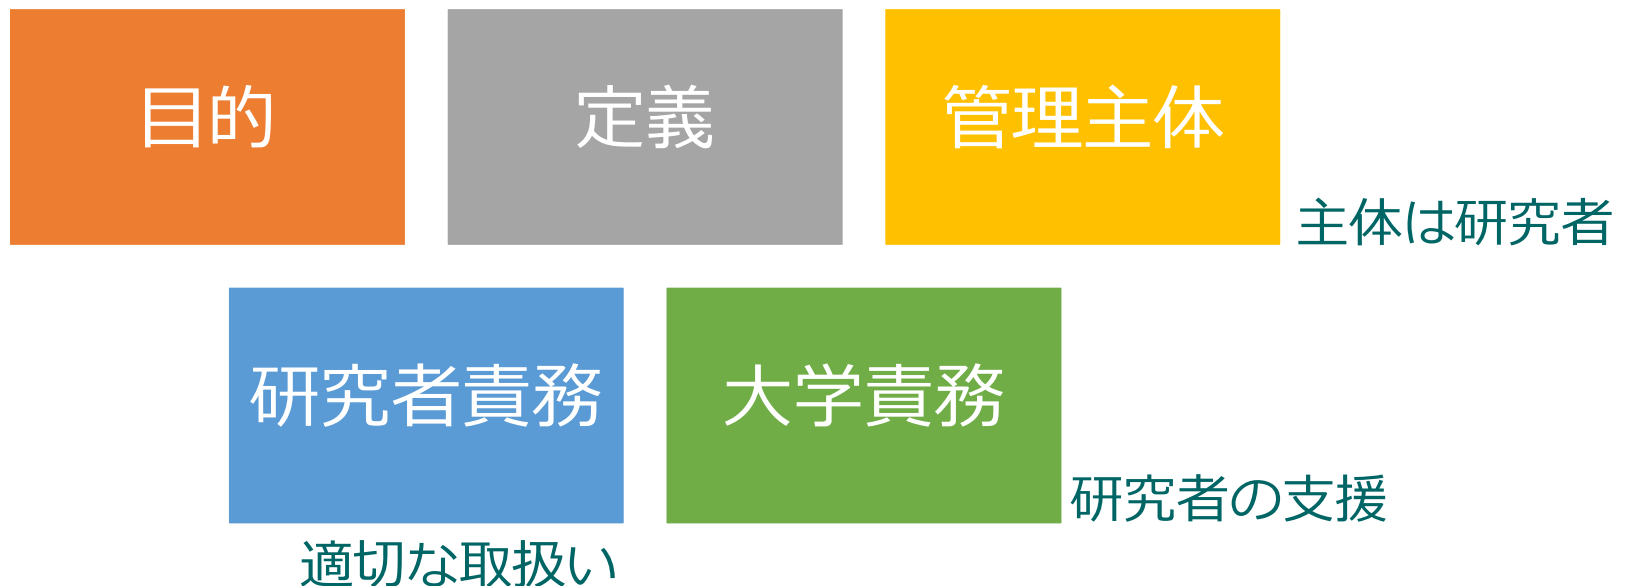 目的
定義
管理主体
主体は研究者
研究者責務
大学責務
研究者の支援
適切な取扱い